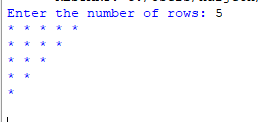 Enter the number of rows: 5
* * * * *
* * * *
* * *
* *
*